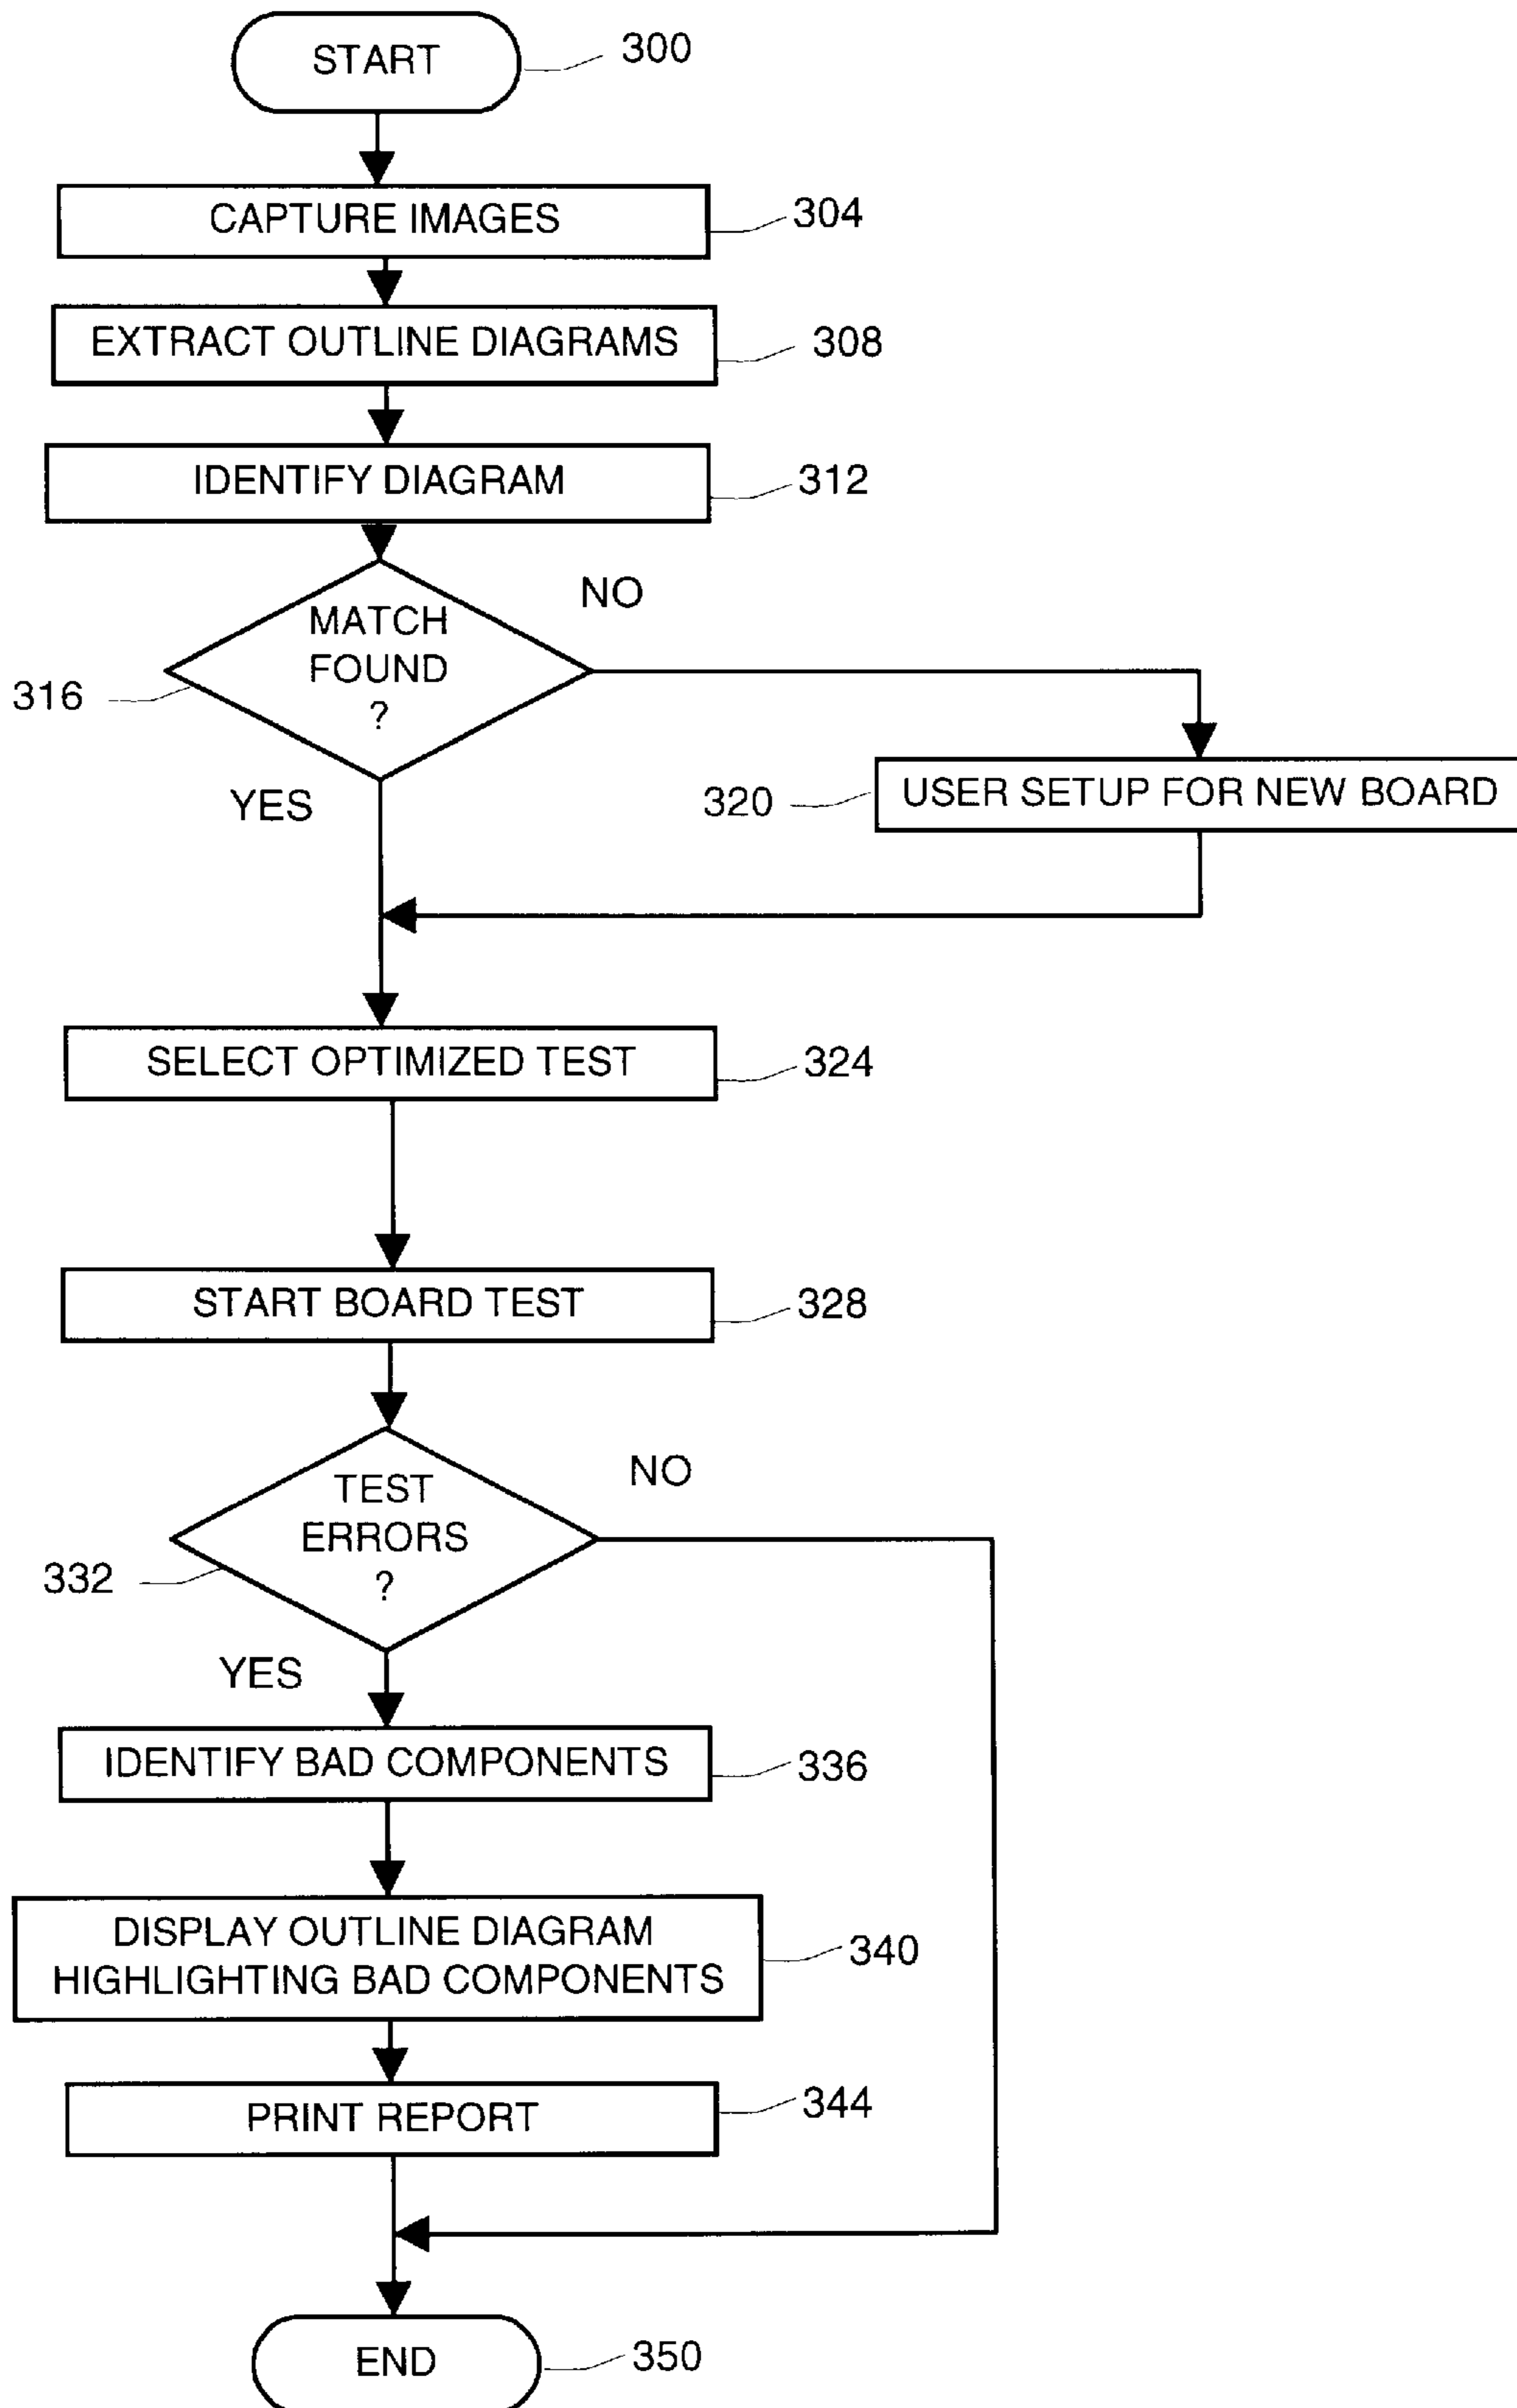 START
300
CAPTURE IMAGES
304
EXTRACT OUTLINE DIAGRAMS
308
IDENTIFY DIAGRAM
312
NO
MATCH
FOUND
?
316
YES
320
USER SETUP FOR NEW BOARD
SELECT OPTIMIZED TEST
324
START BOARD TEST
328
NO
TEST
ERRORS
?
332
YES
IDENTIFY BAD COMPONENTS
336
DISPLAY OUTLINE DIAGRAM
HIGHLIGHTING BAD COMPONENTS
340
PRINT REPORT
344
END
350